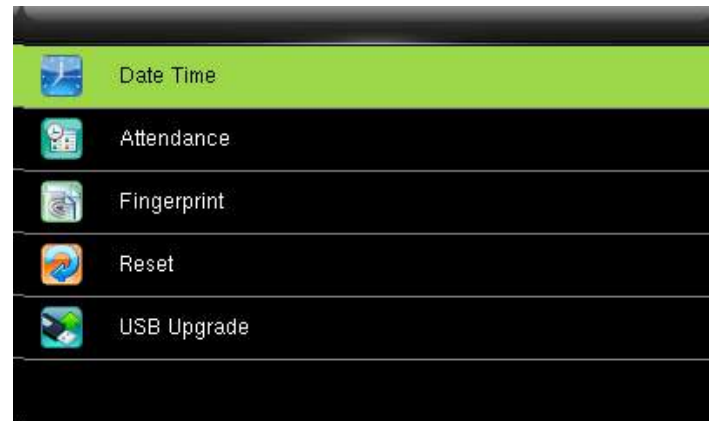 Date Time
Attendance
Fingerprint
Reset
USB Upgrade